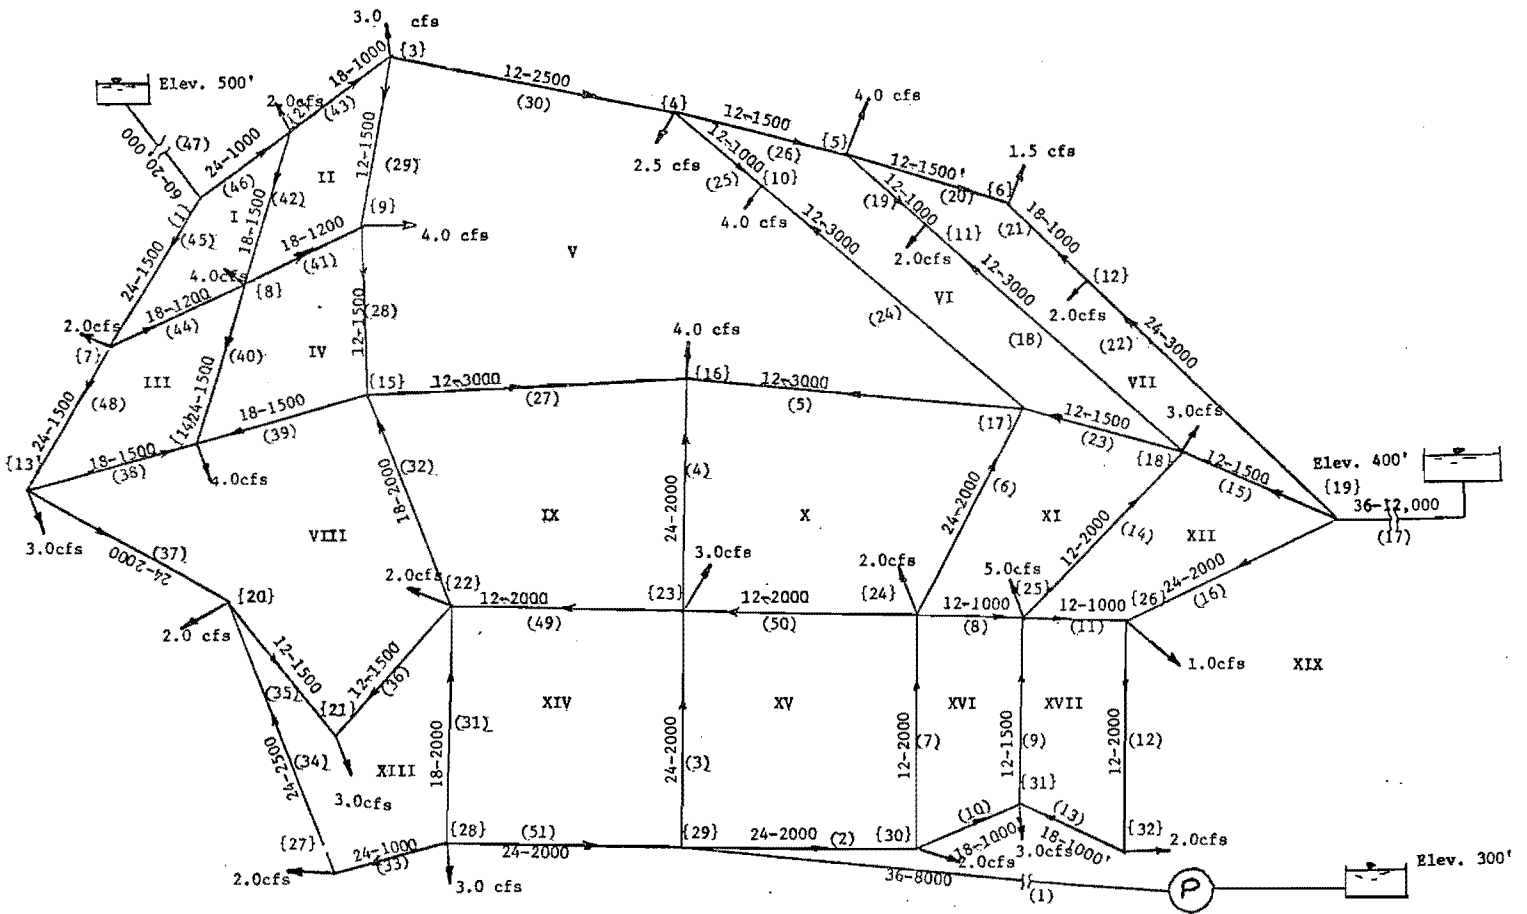 3.0 cfs
{3}
Elev. 500'
18-1000
(43)
2.0cfs
{2}
12-2500
(30)
{4}
4.0 cfs
12-1500
(26)
{5}
2.5 cfs
12-1000
(25)
{10}
4.0 cfs
12-1500'
(20)
{6}
1.5 cfs
12-1000
(19)
{11}
2.0cfs
18-1000
(21)
{12}
2.0cfs
(47)
60-20,000
24-1000
(46)
{1}
I
II
18-1500
(42)
12-1500
(29)
{9}
4.0 cfs
24-1500
(45)
18-1200
(41)
4.0cfs
{8}
V
12-3000
(24)
VI
12-3000
(18)
24-3000
(22)
VII
2.0cfs
{7}
18-1200
(44)
III
24-1500
(40)
IV
12-1500
(28)
4.0 cfs
{15}
12-3000
(27)
{16}
12-3000
(5)
{17}
12-1500
(23)
3.0cfs
{18}
12-1500
(15)
Elev. 400'
{19}
36-12,000
(17)
24-1500
(48)
{13}
18-1500
(38)
{14}
18-1500
(39)
4.0cfs
3.0cfs
24-2000
(37)
VIII
18-2000
(32)
IX
24-2000
(4)
X
24-2000
(6)
XI
12-2000
(14)
XII
24-2000
(16)
{20}
2.0 cfs
2.0cfs
{22}
12-2000
(49)
{23}
3.0cfs
12-2000
(50)
2.0cfs
{24}
12-1000
(8)
5.0cfs
{25}
12-1000
(11)
{26}
1.0cfs
XIX
12-1500
(35)
12-1500
(36)
{21}
3.0cfs
24-2500
(34)
XIII
18-2000
(31)
XIV
24-2000
(3)
XV
12-2000
(7)
XVI
12-1500
(9)
XVII
12-2000
(12)
{31}
{27}
2.0cfs
24-1000
(33)
{28}
3.0 cfs
(51)
24-2000
{29}
24-2000
(2)
{30}
(10)
18-1000'
2.0cfs
3.0cfs
(13)
18-1000'
{32}
2.0cfs
36-8000
(1)
P
Elev. 300'